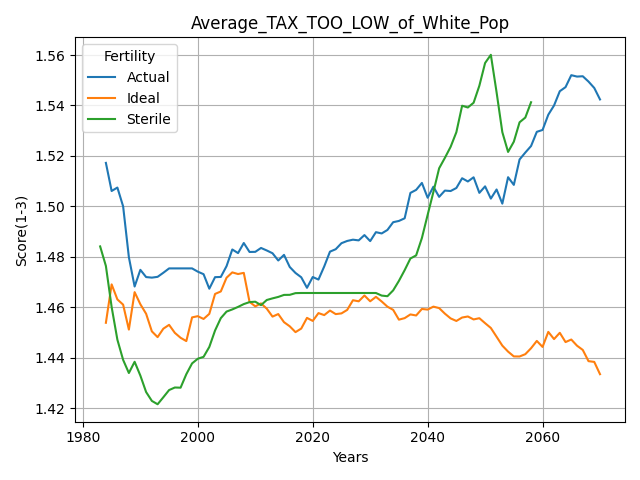 Average_TAX_TOO_LOW_of_White_Pop
Fertility
Actual
Ideal
Sterile
Score(1-3)
1.56
1.54
1.52
1.50
1.48
1.46
1.44
1.42
1980
2000
2020
2040
2060
Years